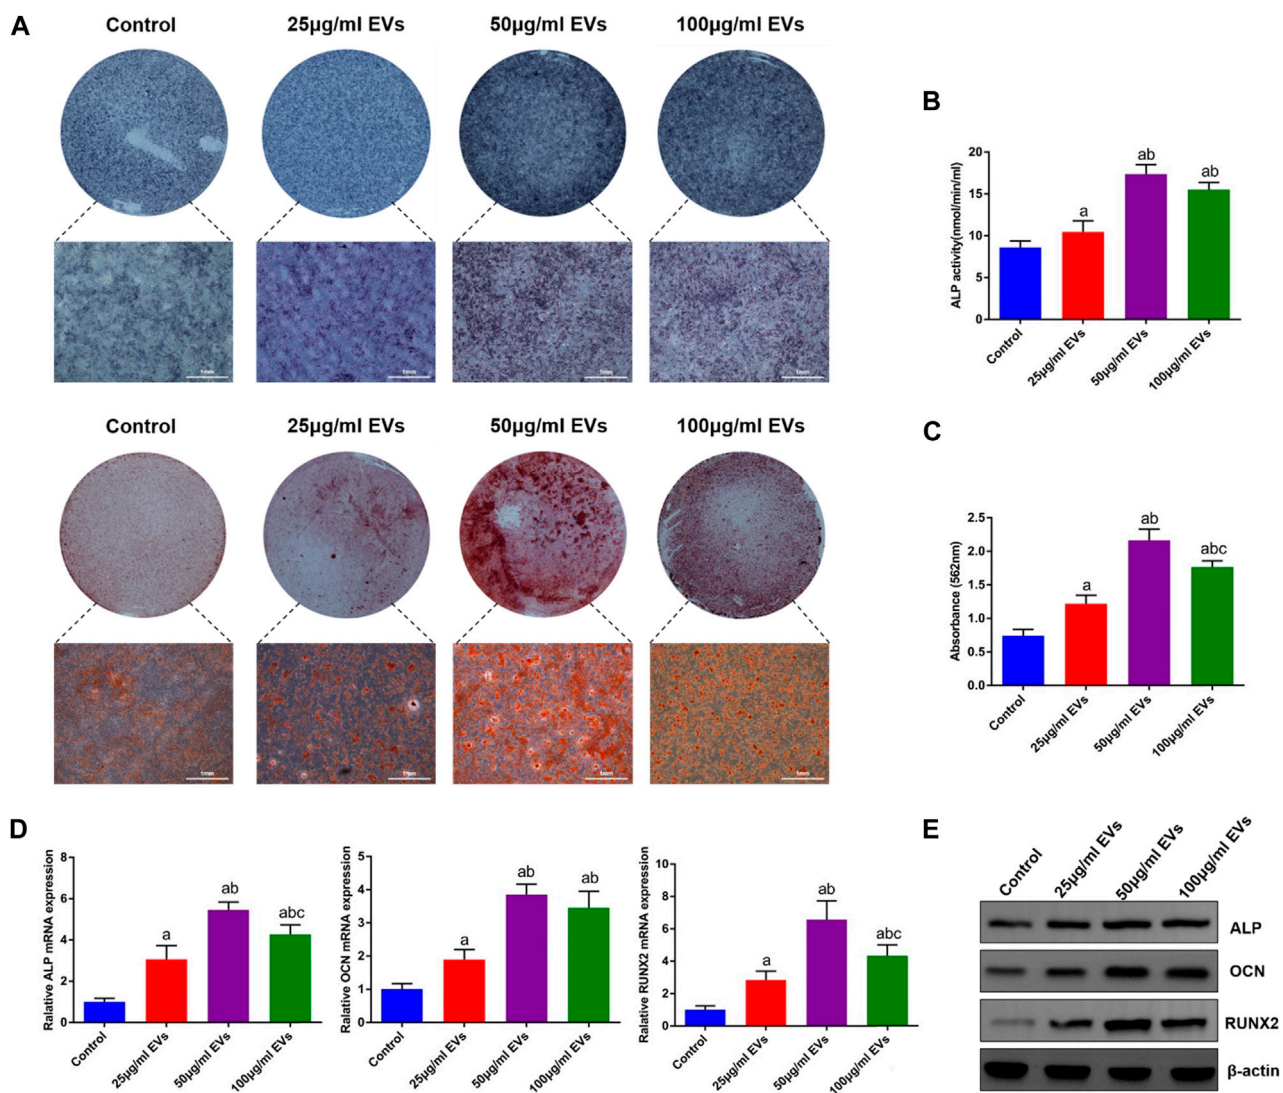 A
Control 25µg/ml EVs 50µg/ml EVs 100µg/ml EVs
1mm 1mm 1mm 1mm
Control 25µg/ml EVs 50µg/ml EVs 100µg/ml EVs
1mm 1mm 1mm 1mm
B
ALP activity(nmol/min/ml)
20
15
10
5
0
a
ab
ab
Control
25µg/ml EVs
50µg/ml EVs
100µg/ml EVs
C
Absorbance (562nm)
2.5
2.0
1.5
1.0
0.5
0.0
a
ab
abc
Control
25µg/ml EVs
50µg/ml EVs
100µg/ml EVs
D
Ralative ALP mRNA expression
8
6
4
2
0
a
ab
abc
Control
25µg/ml EVs
50µg/ml EVs
100µg/ml EVs
Ralative OCN mRNA expression
5
4
3
2
1
0
a
ab
ab
Control
25µg/ml EVs
50µg/ml EVs
100µg/ml EVs
Ralative RUNX2 mRNA expression
10
8
6
4
2
0
a
ab
abc
Control
25µg/ml EVs
50µg/ml EVs
100µg/ml EVs
E
Control
25µg/ml EVs
50µg/ml EVs
100µg/ml EVs
ALP
OCN
RUNX2
β-actin